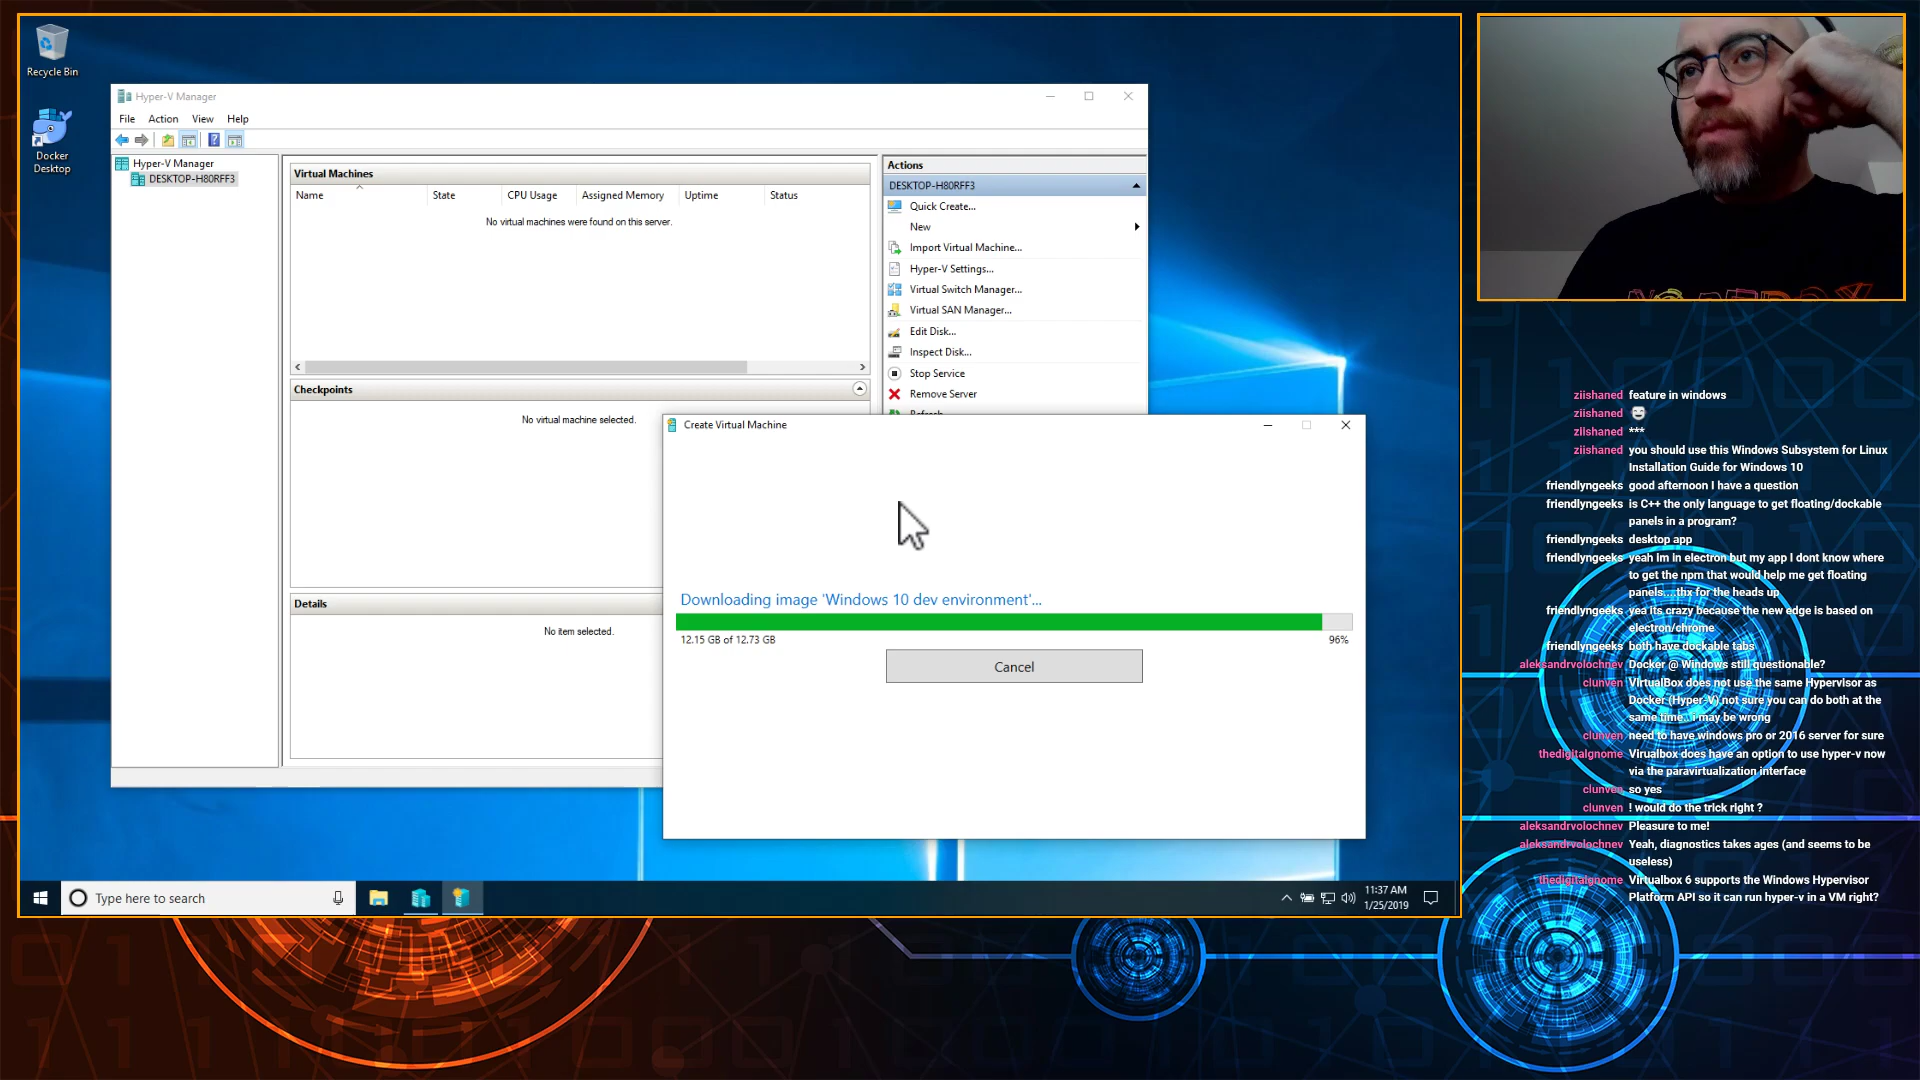 Recycle Bin
Docker
Desktop
Hyper-V Manager
File Action View Help
Hyper-V Manager
DESKTOP-H80RFF3
Virtual Machines
Name State CPU Usage Assigned Memory Uptime Status
No virtual machines were found on this server.
Checkpoints
No virtual machine selected.
Details
No item selected.
Actions
DESKTOP-H80RFF3
Quick Create...
New
Import Virtual Machine...
Hyper-V Settings...
Virtual Switch Manager...
Virtual SAN Manager...
Edit Disk...
Inspect Disk...
Stop Service
Remove Server
Refresh
Create Virtual Machine
Downloading image 'Windows 10 dev environment'...
12.15 GB of 12.73 GB 96%
Cancel
Type here to search
11:37 AM
1/25/2019
ziishaned feature in windows
ziishaned
ziishaned ***
ziishaned you should use this Windows Subsystem for Linux
Installation Guide for Windows 10
friendlyngeeks good afternoon I have a question
friendlyngeeks is C++ the only language to get floating/dockable
panels in a program?
friendlyngeeks desktop app
friendlyngeeks yeah Im in electron but my app I dont know where
to get the npm that would help me get floating
panels....thx for the heads up
friendlyngeeks yea its crazy because the new edge is based on
electron/chrome
friendlyngeeks both have dockable tabs
aleksandrvolochnev Docker @ Windows still questionable?
clunven VirtualBox does not use the same Hypervisor as
Docker (Hyper-V) not sure you can do both at the
same time.. i may be wrong
clunven need to have windows pro or 2016 server for sure
thedigitalgnome Virualbox does have an option to use hyper-v now
via the paravirtualization interface
clunven so yes
clunven ! would do the trick right ?
aleksandrvolochnev Pleasure to me!
aleksandrvolochnev Yeah, diagnostics takes ages (and seems to be
useless)
thedigitalgnome Virtualbox 6 supports the Windows Hypervisor
Platform API so it can run hyper-v in a VM right?